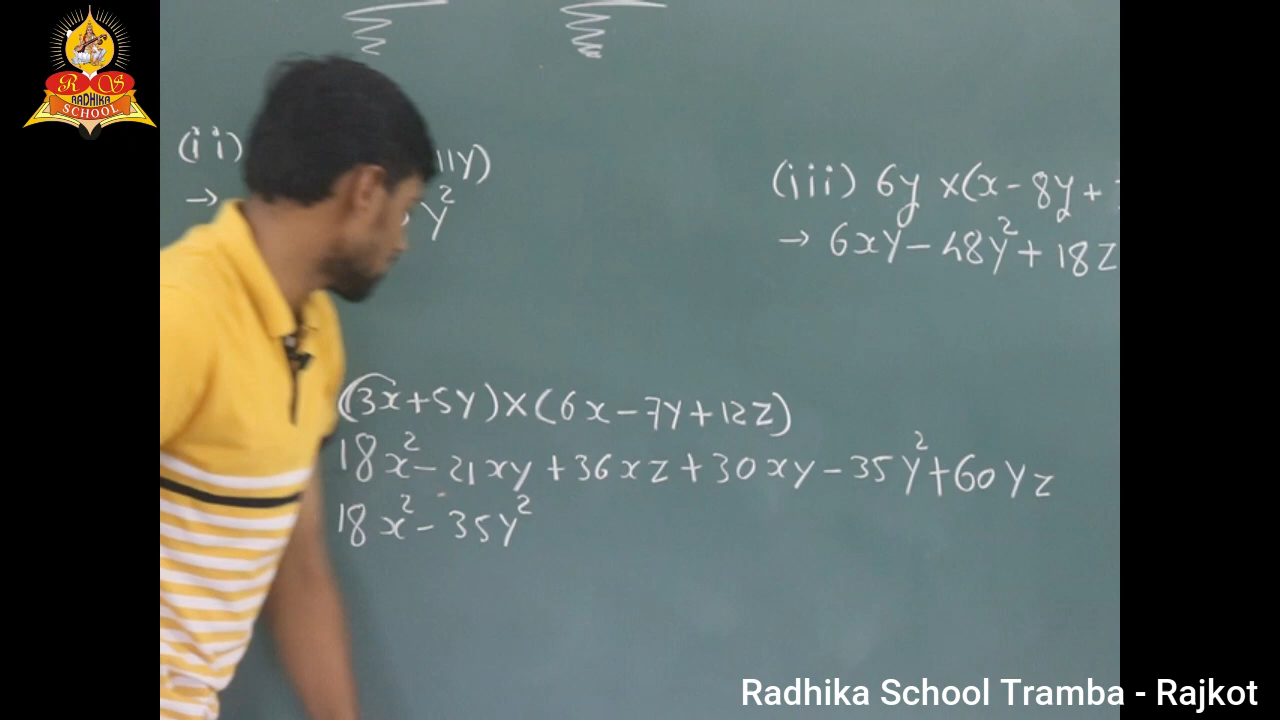 R S
RADHIKA
SCHOOL
(ii) 11y)
→ y²
(iii) 6y ×(x - 8y +
→ 6xy - 48y² + 18z
(3x+5y)×(6x-7y+12z)
18x² - 21xy + 36xz + 30xy - 35y² + 60yz
18x² - 35y²
Radhika School Tramba - Rajkot